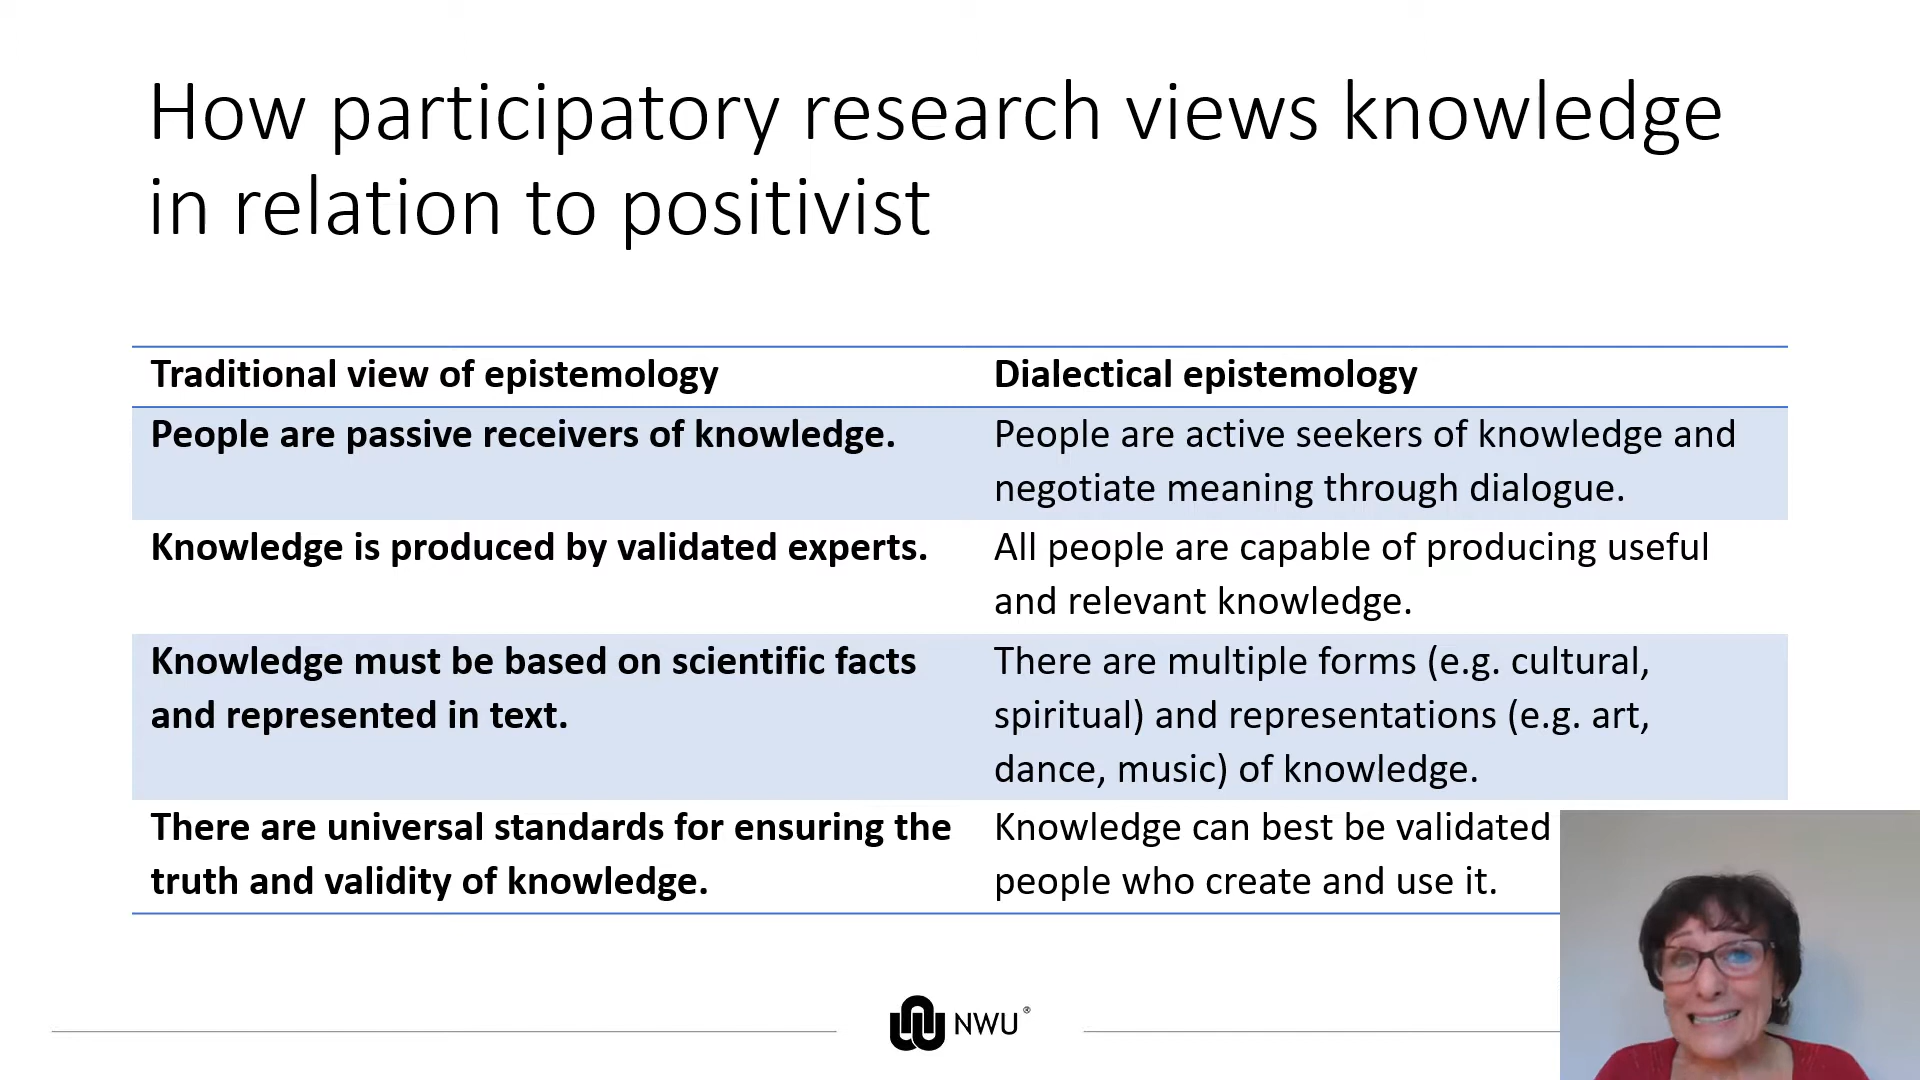 How participatory research views knowledge
in relation to positivist
Traditional view of epistemology
Dialectical epistemology
People are passive receivers of knowledge.
People are active seekers of knowledge and
negotiate meaning through dialogue.
Knowledge is produced by validated experts.
All people are capable of producing useful
and relevant knowledge.
Knowledge must be based on scientific facts
and represented in text.
There are multiple forms (e.g. cultural,
spiritual) and representations (e.g. art,
dance, music) of knowledge.
There are universal standards for ensuring the
truth and validity of knowledge.
Knowledge can best be validated
people who create and use it.
NWU®